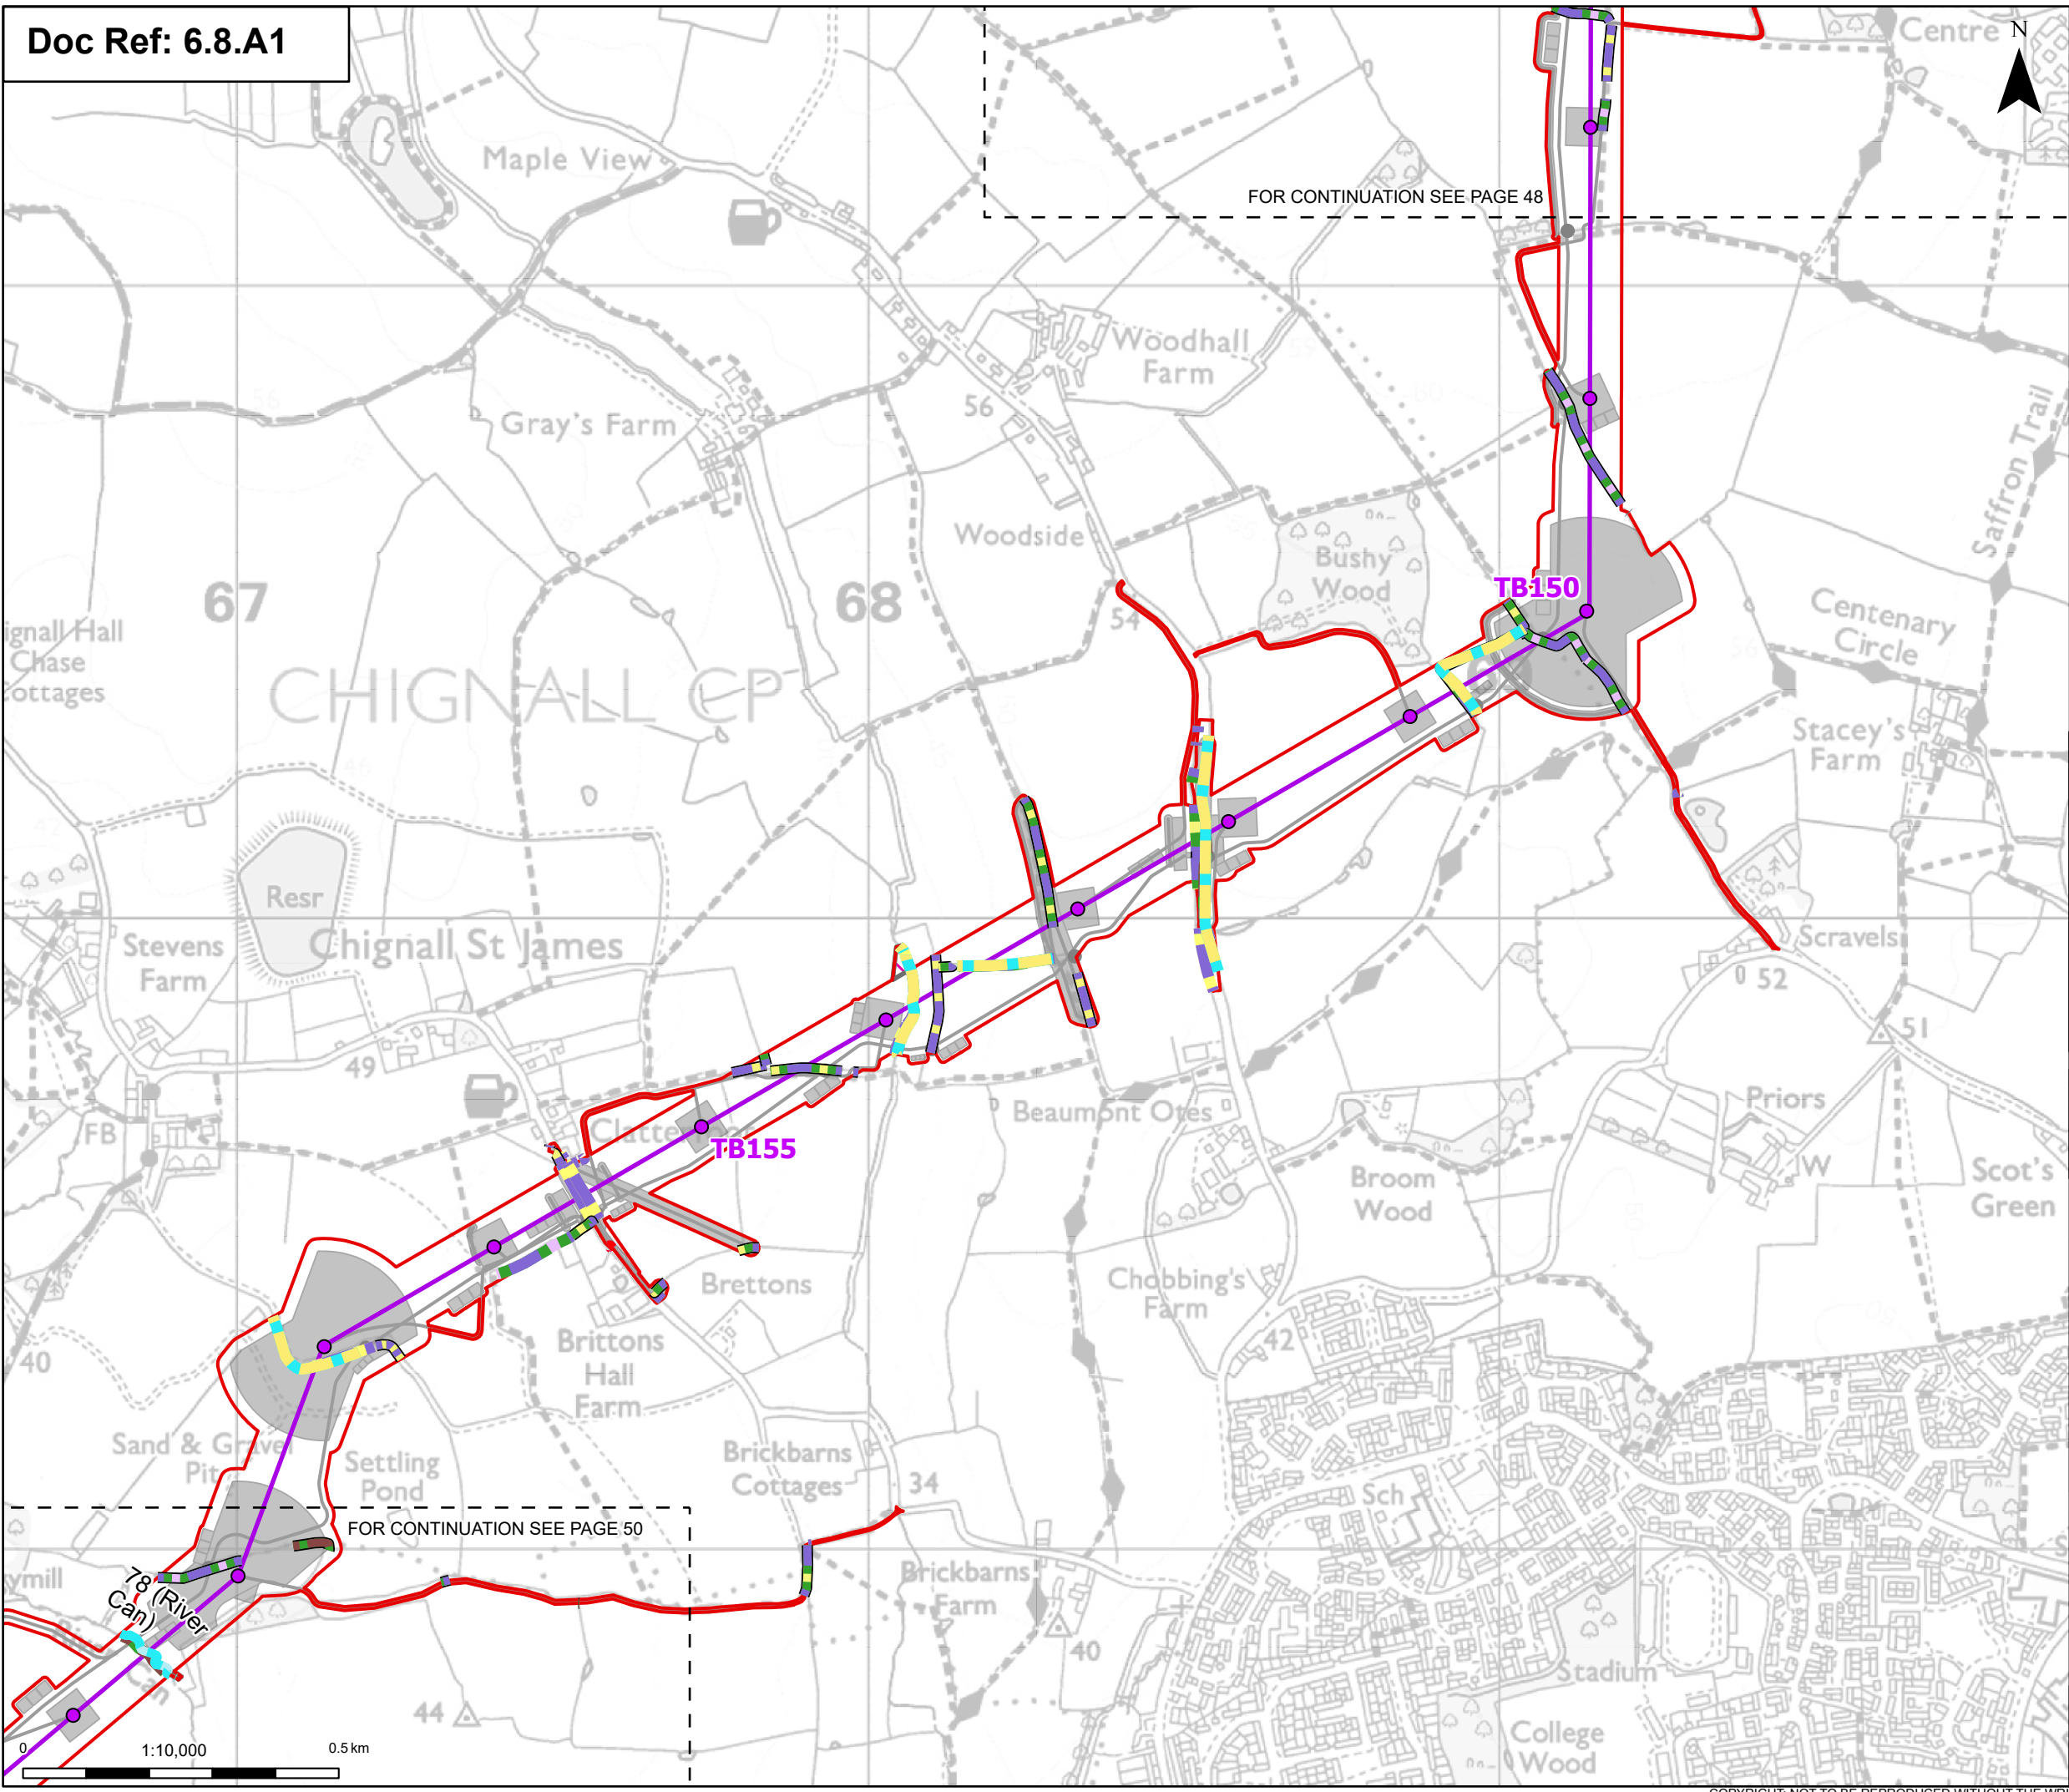 Doc Ref: 6.8.A1
Centre
N
Maple View
FOR CONTINUATION SEE PAGE 48
Woodhall
Farm
56
Gray's Farm
Saffron Trail
Woodside
Bushy
Wood
TB150
67
68
54
Centenary
Circle
ignall Hall
Chase
ottages
CHIGNALL CP
Stacey's
Farm
46
Resr
Stevens
Farm
Chignall St James
Scravels
52
51
49
FB
Beaumont Otes
Priors
Clatte
TB155
W
Broom
Wood
Scot's
Green
Brettons
Chobbing's
Farm
42
40
Brittons
Hall
Farm
Sand & Gravel
Pit
Settling
Pond
Brickbarns
Cottages
34
Sch
FOR CONTINUATION SEE PAGE 50
ymill
78 (River
Can)
Brickbarns
Farm
40
Can
Stadium
44
College
Wood
0
1:10,000
0.5 km